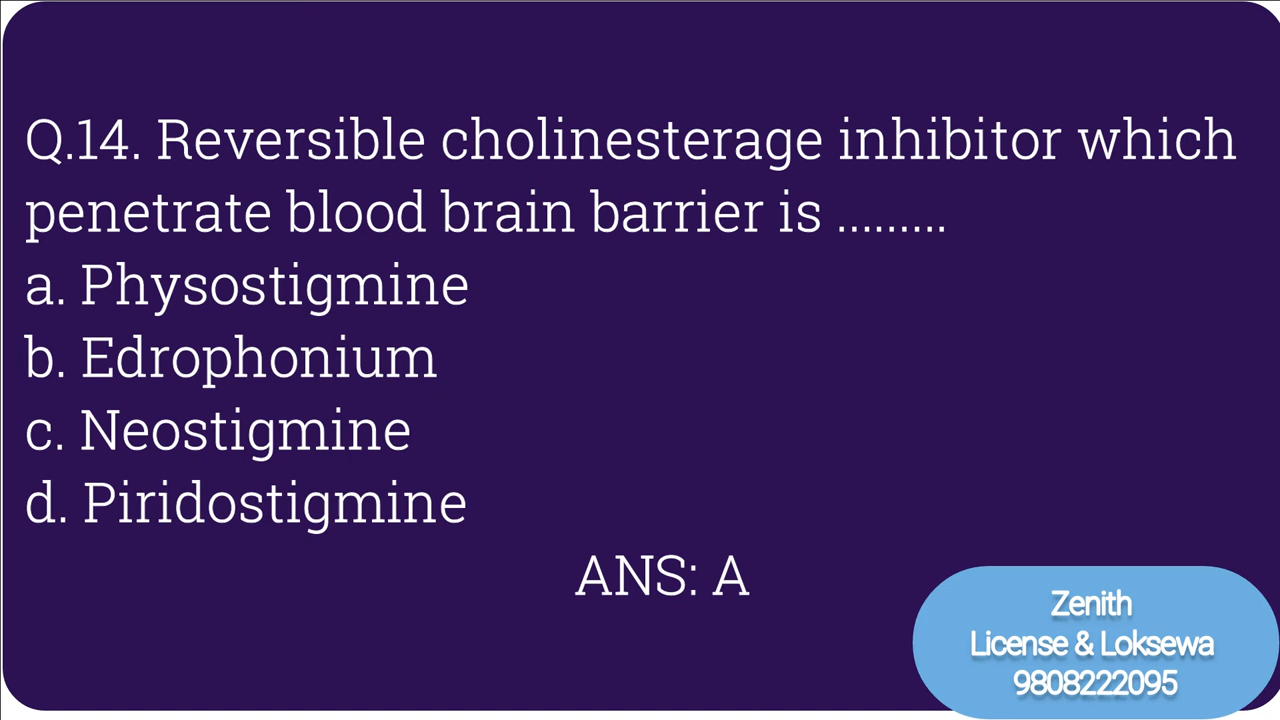 Q.14. Reversible cholinesterage inhibitor which
penetrate blood brain barrier is .........
a. Physostigmine
b. Edrophonium
c. Neostigmine
d. Piridostigmine
ANS: A
Zenith
License & Loksewa
9808222095